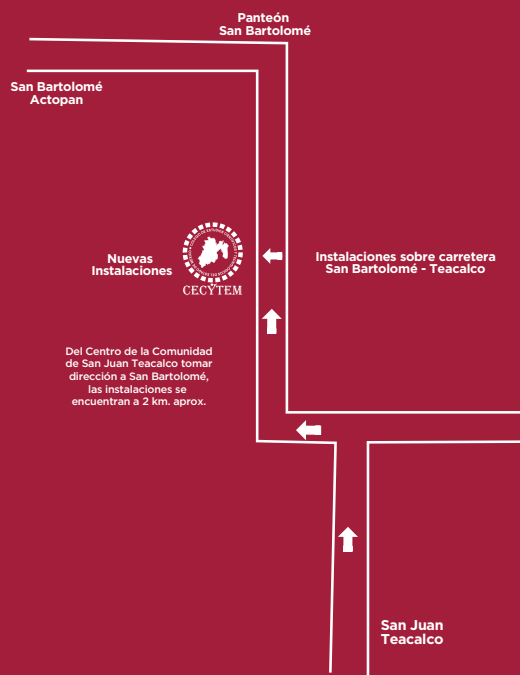 Panteón
San Bartolomé
San Bartolomé
Actopan
Nuevas
Instalaciones
CECYTEM
Instalaciones sobre carretera
San Bartolomé - Teacalco
Del Centro de la Comunidad
de San Juan Teacalco tomar
dirección a San Bartolomé,
las instalaciones se
encuentran a 2 km. aprox.
San Juan
Teacalco